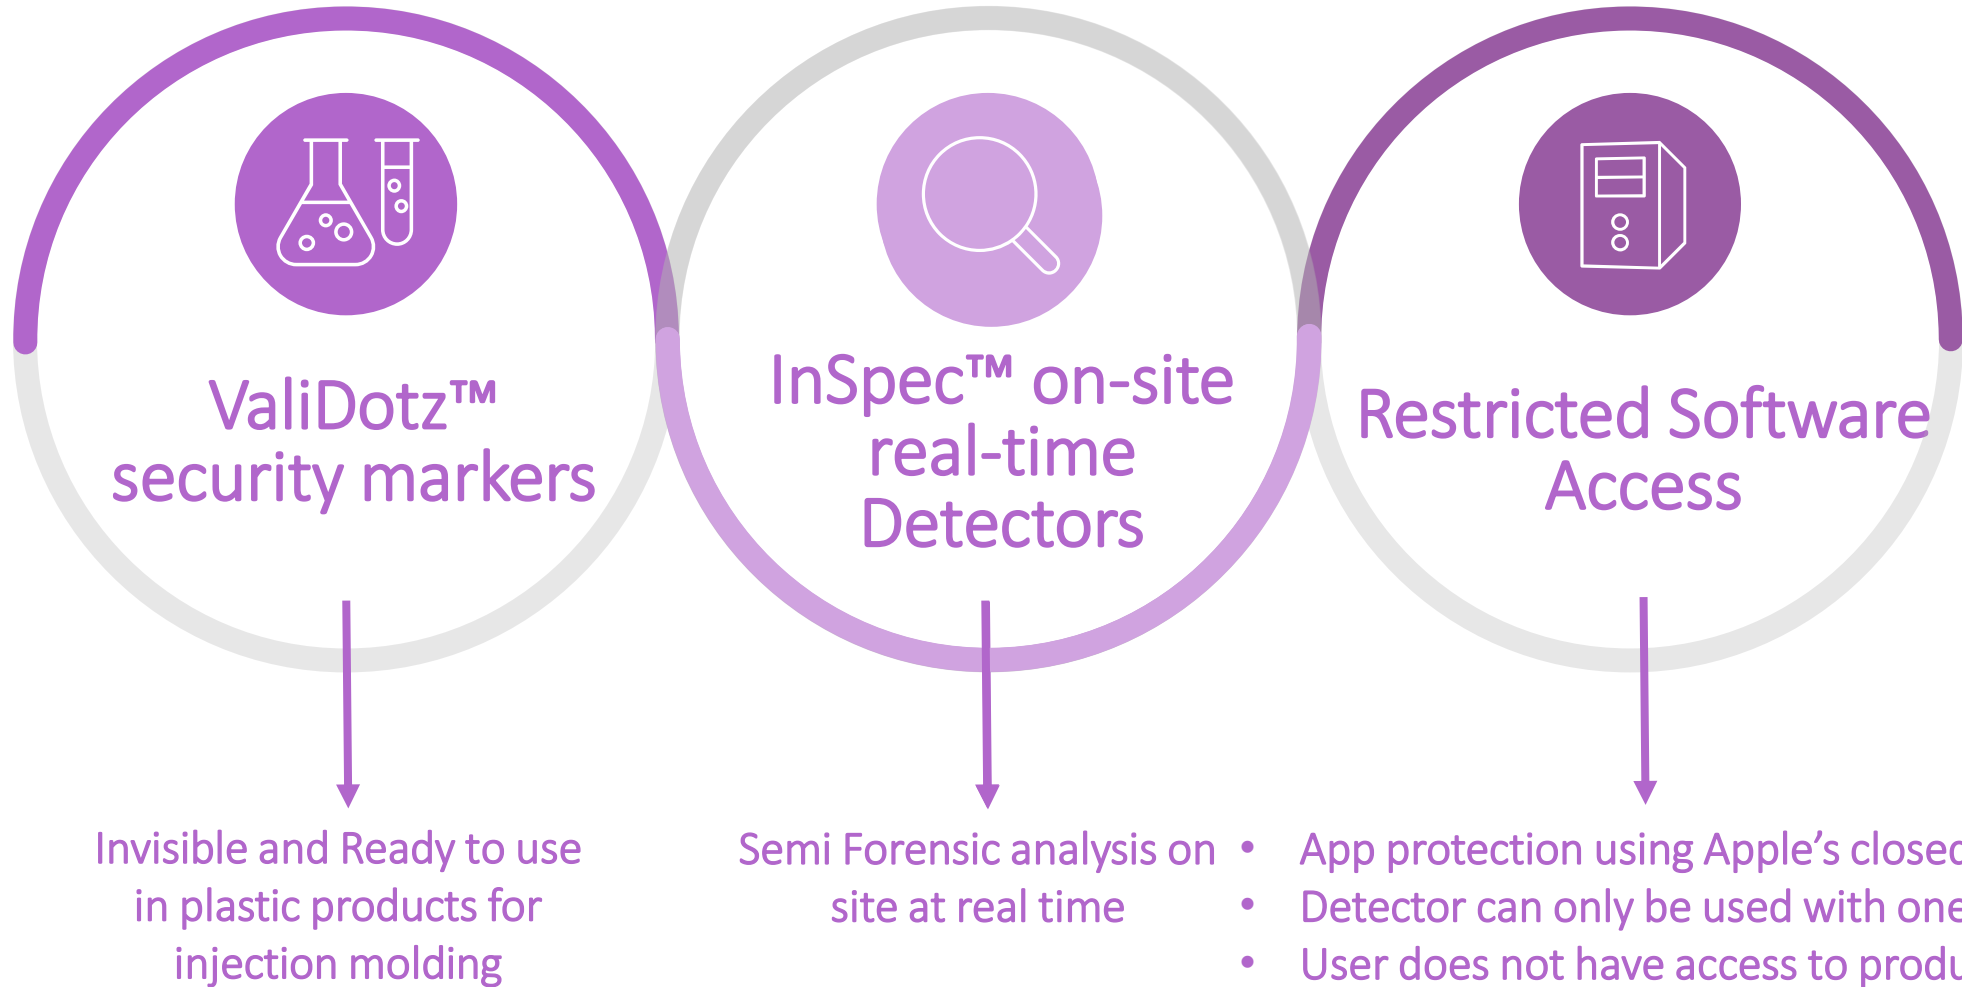 ValiDotz™
security markers
InSpec™ on-site
real-time
Detectors
Restricted Software
Access
Invisible and Ready to use
in plastic products for
injection molding
Semi Forensic analysis on
site at real time
• App protection using Apple’s closed
• Detector can only be used with one
• User does not have access to